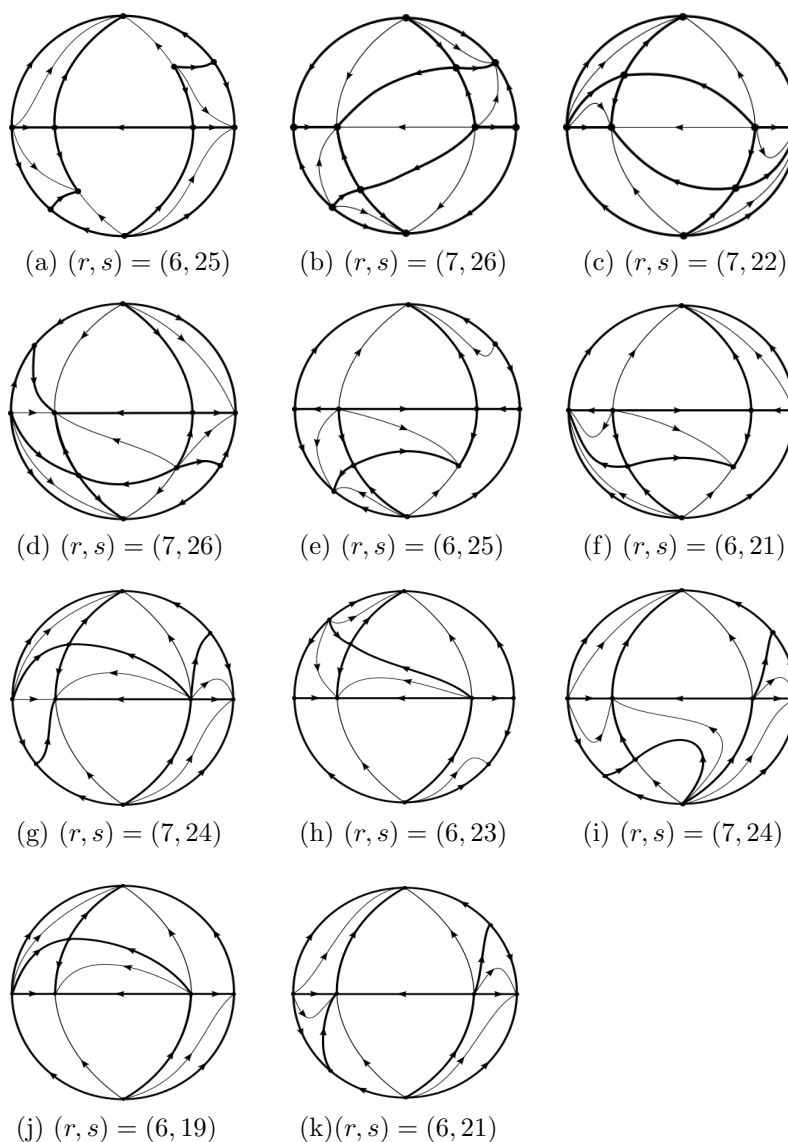 (a) (r, s) = (6, 25)
(b) (r, s) = (7, 26)
(c) (r, s) = (7, 22)
(d) (r, s) = (7, 26)
(e) (r, s) = (6, 25)
(f) (r, s) = (6, 21)
(g) (r, s) = (7, 24)
(h) (r, s) = (6, 23)
(i) (r, s) = (7, 24)
(j) (r, s) = (6, 19)
(k)(r, s) = (6, 21)